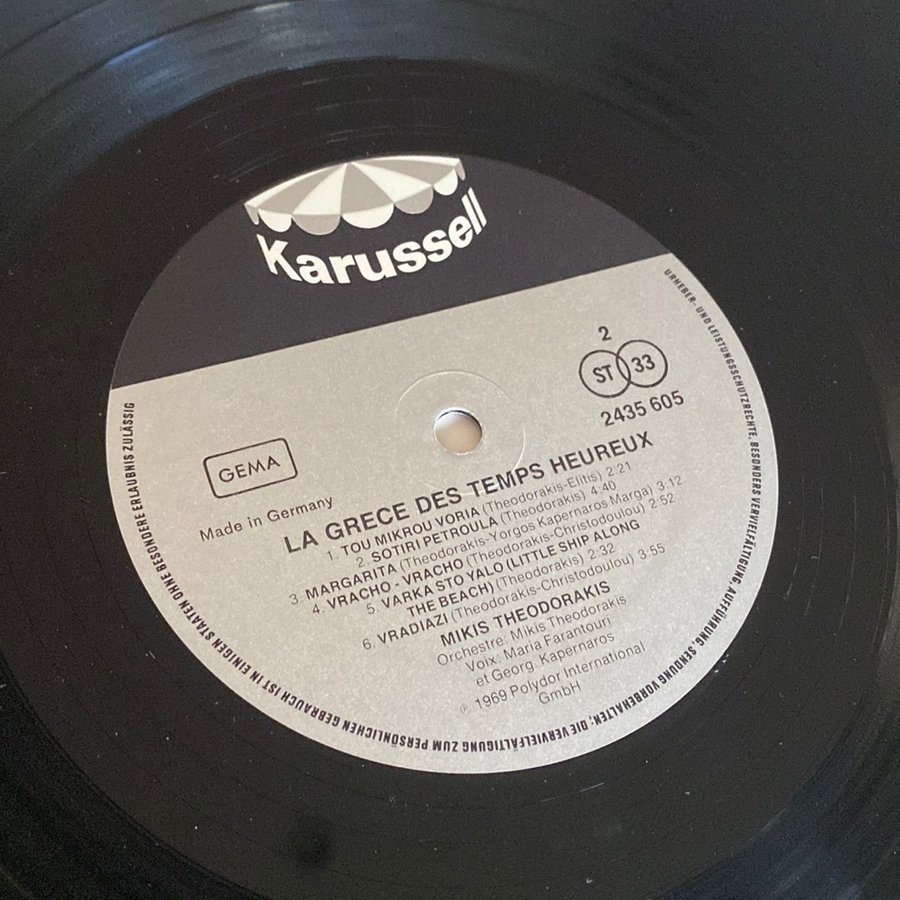 Karussell
2
ST 33
2435 605
GEMA
Made in Germany
LA GRECE DES TEMPS HEUREUX
1. TOU MIKROU VORIA (Theodorakis-Elitis) 2:21
2. SOTIRI PETROULA (Theodorakis) 4:40
3. MARGARITA (Theodorakis-Yorgos Kapernaros Marga) 3:12
4. VRACHO - VRACHO (Theodorakis-Christodoulou) 2:52
5. VARKA STO YALO (LITTLE SHIP ALONG
THE BEACH) (Theodorakis) 2:32
6. VRADIAZI (Theodorakis-Christodoulou) 3:55
MIKIS THEODORAKIS
Orchestre: Mikis Theodorakis
Voix: Maria Farantouri
et Georg. Kapernaros
℗ 1969 Polydor International
GmbH
URHEBER- UND LEISTUNGSSCHUTZRECHTE, BESONDERS VERVIELFÄLTIGUNG, AUFFÜHRUNG, SENDUNG VORBEHALTEN; DIE VERVIELFÄLTIGUNG ZUM PERSÖNLICHEN GEBRAUCH IST IN EINIGEN STAATEN OHNE BESONDERE ERLAUBNIS ZULÄSSIG